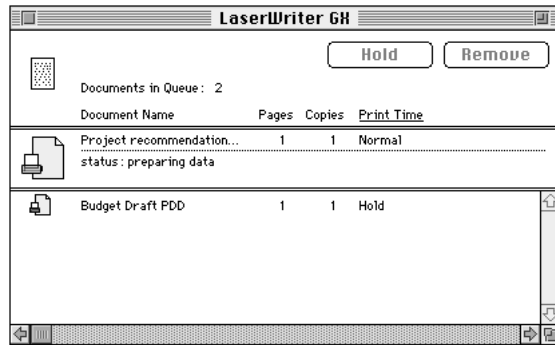 LaserWriter GX
Hold Remove
Documents in Queue: 2
Document Name Pages Copies Print Time
Project recommendation... 1 1 Normal
status: preparing data
Budget Draft PDD 1 1 Hold